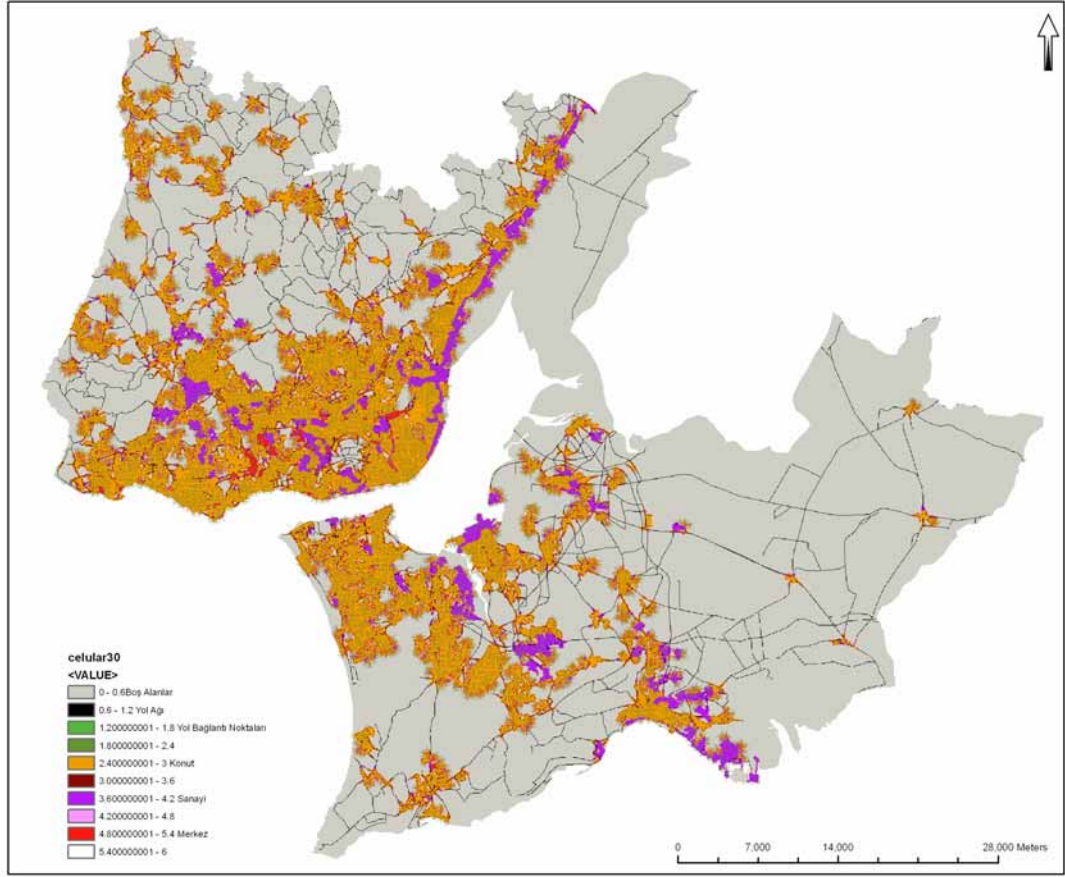 celular30
<VALUE>
0 - 0.6Boş Alanlar
0.6 - 1.2 Yol Agı
1.200000001 - 1.8 Yol Bağlantı Noktaları
1.800000001 - 2.4
2.400000001 - 3 Konut
3.000000001 - 3.6
3.600000001 - 4.2 Sanayi
4.200000001 - 4.8
4.800000001 - 5.4 Merkez
5.400000001 - 6
0 7,000 14,000 28,000 Meters